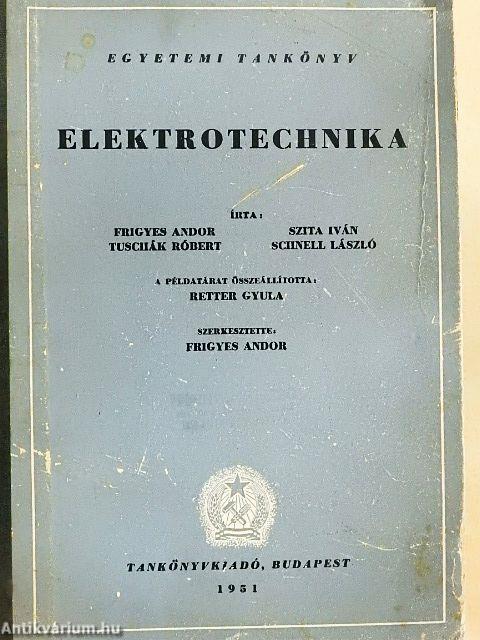 EGYETEMI TANKÖNYV
ELEKTROTECHNIKA
ÍRTA:
FRIGYES ANDOR SZITA IVÁN
TUSCHÁK RÓBERT SCHNELL LÁSZLÓ
A PÉLDATÁRAT ÖSSZEÁLLÍTOTTA:
RETTER GYULA
SZERKESZTETTE:
FRIGYES ANDOR
TANKÖNYVKIADÓ, BUDAPEST
1951
Antikvárium.hu